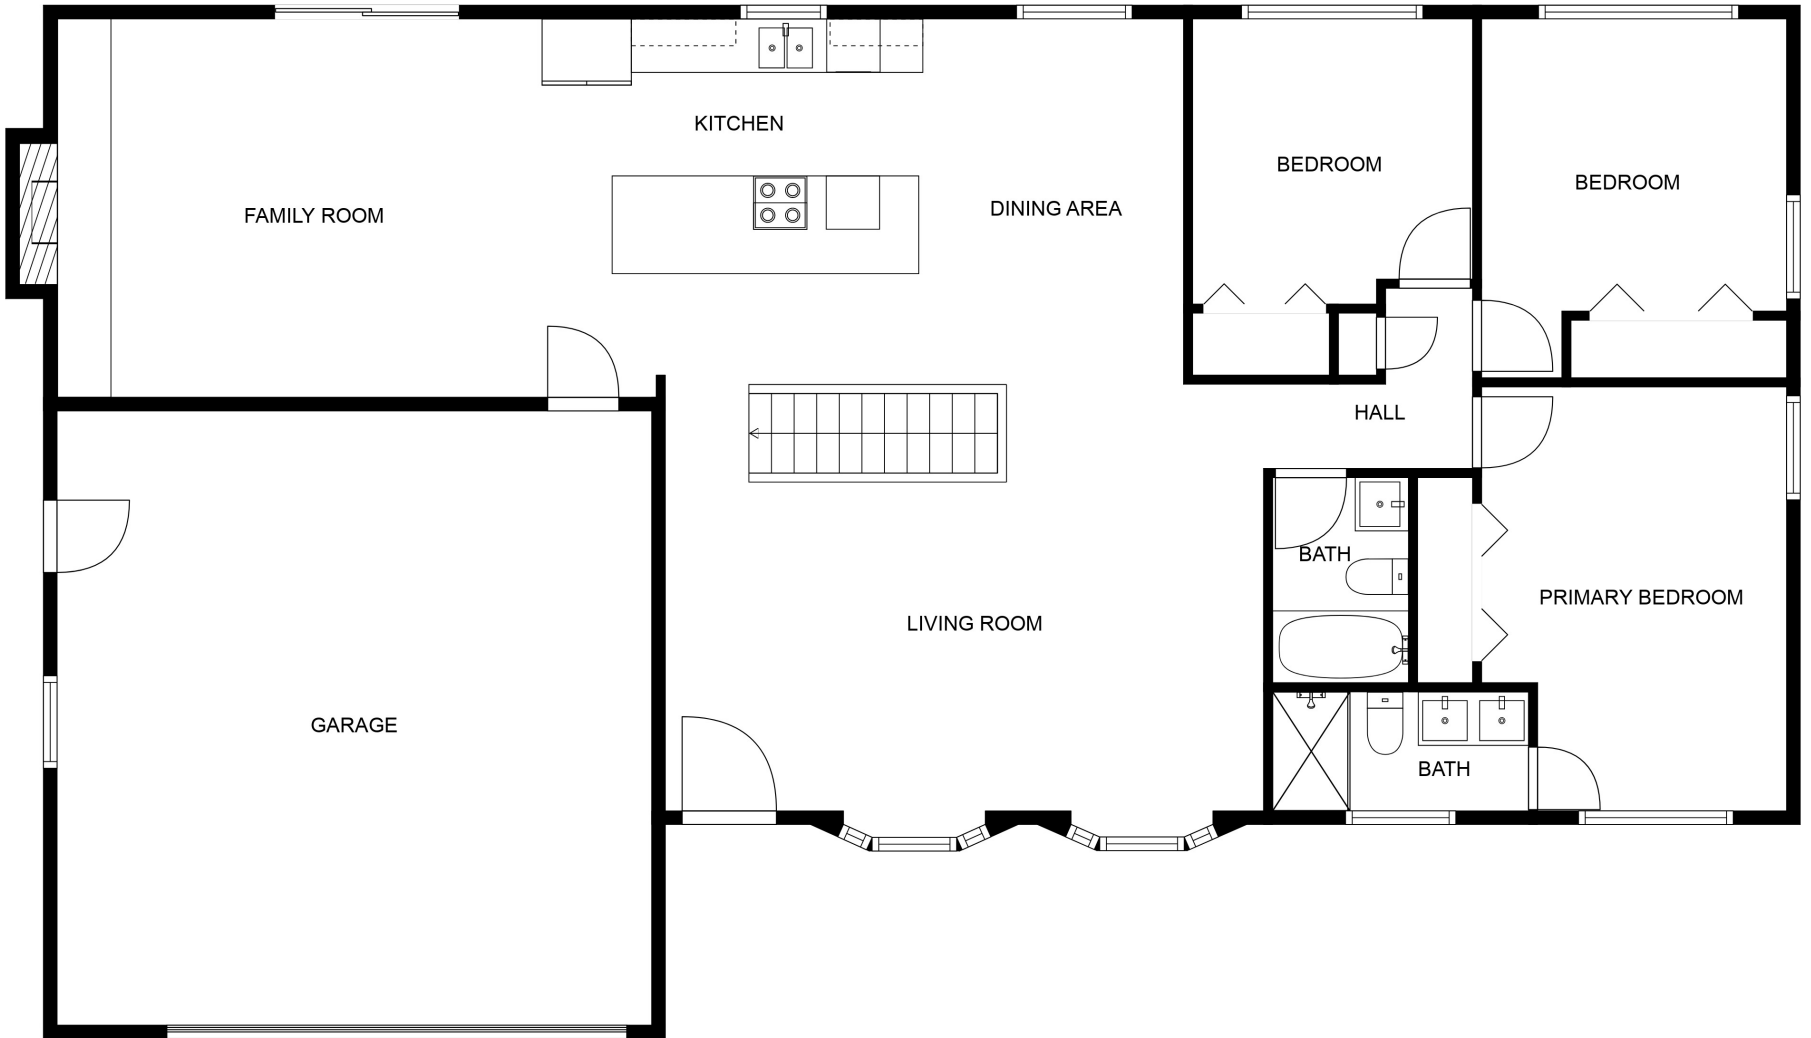 KITCHEN
BEDROOM
BEDROOM
FAMILY ROOM
DINING AREA
HALL
BATH
PRIMARY BEDROOM
LIVING ROOM
GARAGE
BATH